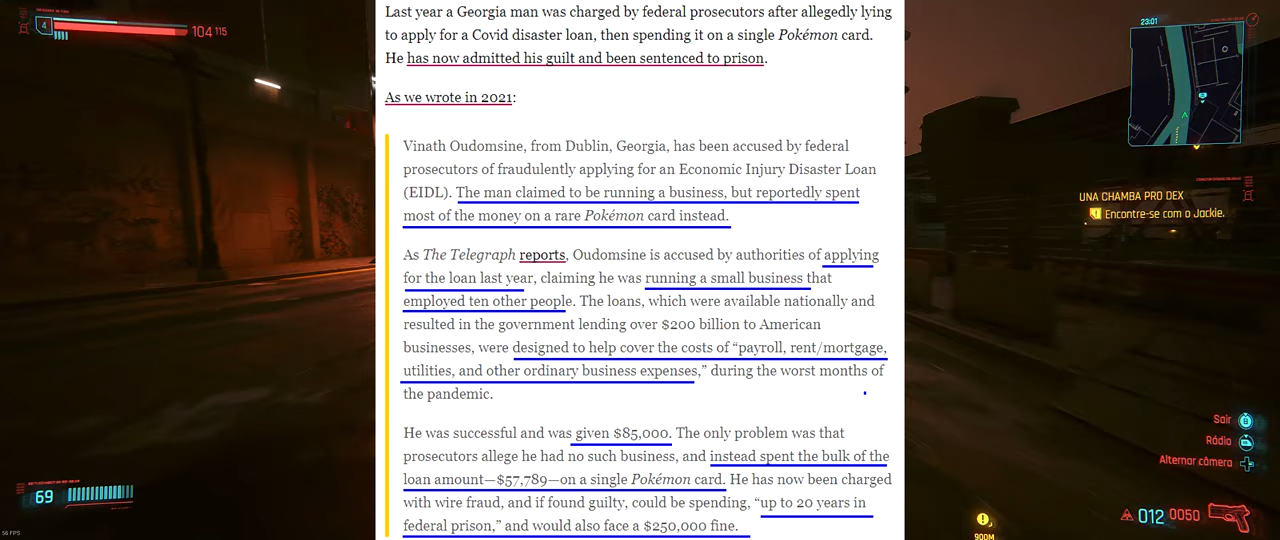 4
104 115
Last year a Georgia man was charged by federal prosecutors after allegedly lying
to apply for a Covid disaster loan, then spending it on a single Pokémon card.
He has now admitted his guilt and been sentenced to prison.
As we wrote in 2021:
Vinath Oudomsine, from Dublin, Georgia, has been accused by federal
prosecutors of fraudulently applying for an Economic Injury Disaster Loan
(EIDL). The man claimed to be running a business, but reportedly spent
most of the money on a rare Pokémon card instead.
As The Telegraph reports, Oudomsine is accused by authorities of applying
for the loan last year, claiming he was running a small business that
employed ten other people. The loans, which were available nationally and
resulted in the government lending over $200 billion to American
businesses, were designed to help cover the costs of “payroll, rent/mortgage,
utilities, and other ordinary business expenses,” during the worst months of
the pandemic.
He was successful and was given $85,000. The only problem was that
prosecutors allege he had no such business, and instead spent the bulk of the
loan amount—$57,789—on a single Pokémon card. He has now been charged
with wire fraud, and if found guilty, could be spending, “up to 20 years in
federal prison,” and would also face a $250,000 fine.
23:01
UNA CHAMBA PRO DEX
Encontre-se com o Jackie.
Sair
Rádio
Alternar câmera
69
56 FPS
012 0050
900M